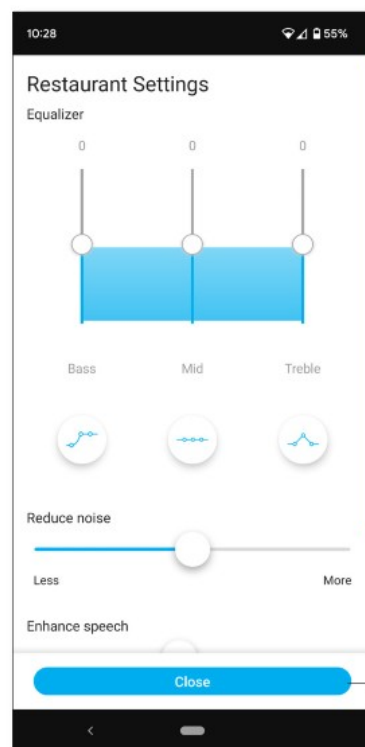 10:28 55%
Restaurant Settings
Equalizer
0 0 0
Bass Mid Treble
Reduce noise
Less More
Enhance speech
Close